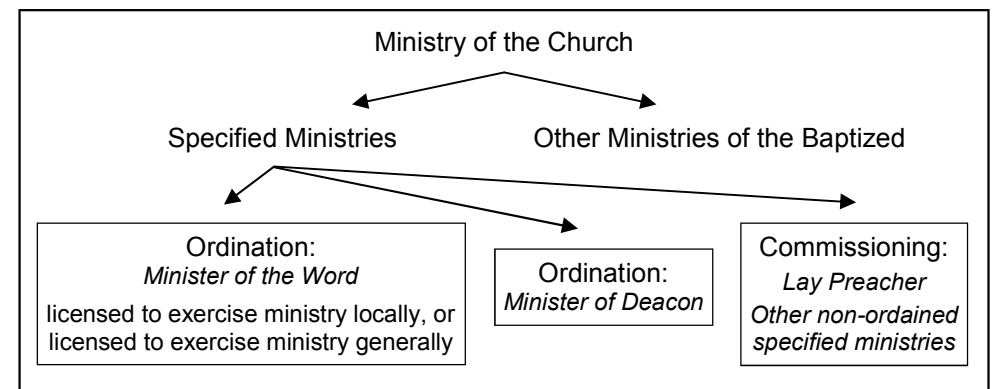 Ministry of the Church
Specified Ministries
Other Ministries of the Baptized
Ordination:
Minister of the Word
licensed to exercise ministry locally, or
licensed to exercise ministry generally
Ordination:
Minister of Deacon
Commissioning:
Lay Preacher
Other non-ordained
specified ministries